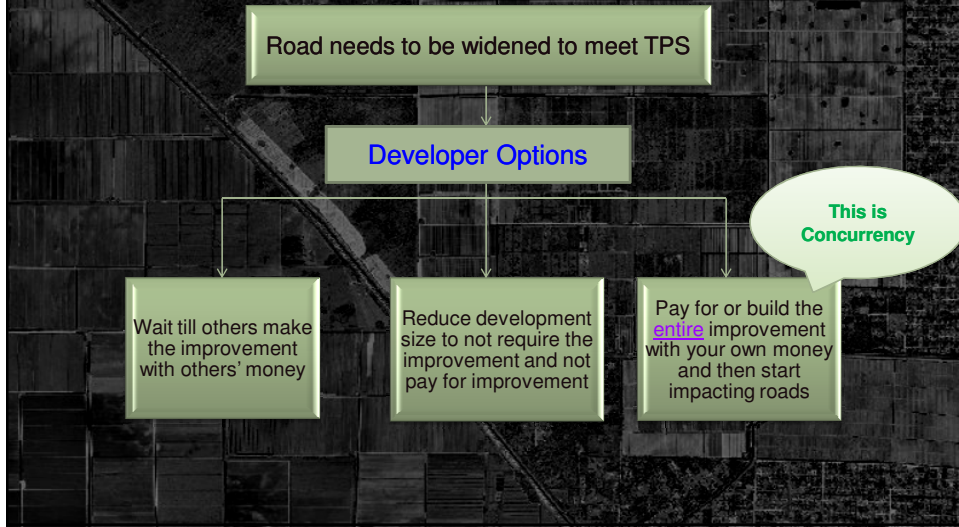 Road needs to be widened to meet TPS
Developer Options
This is
Concurrency
Wait till others make
the improvement
with others’ money
Reduce development
size to not require the
improvement and not
pay for improvement
Pay for or build the
entire improvement
with your own money
and then start
impacting roads